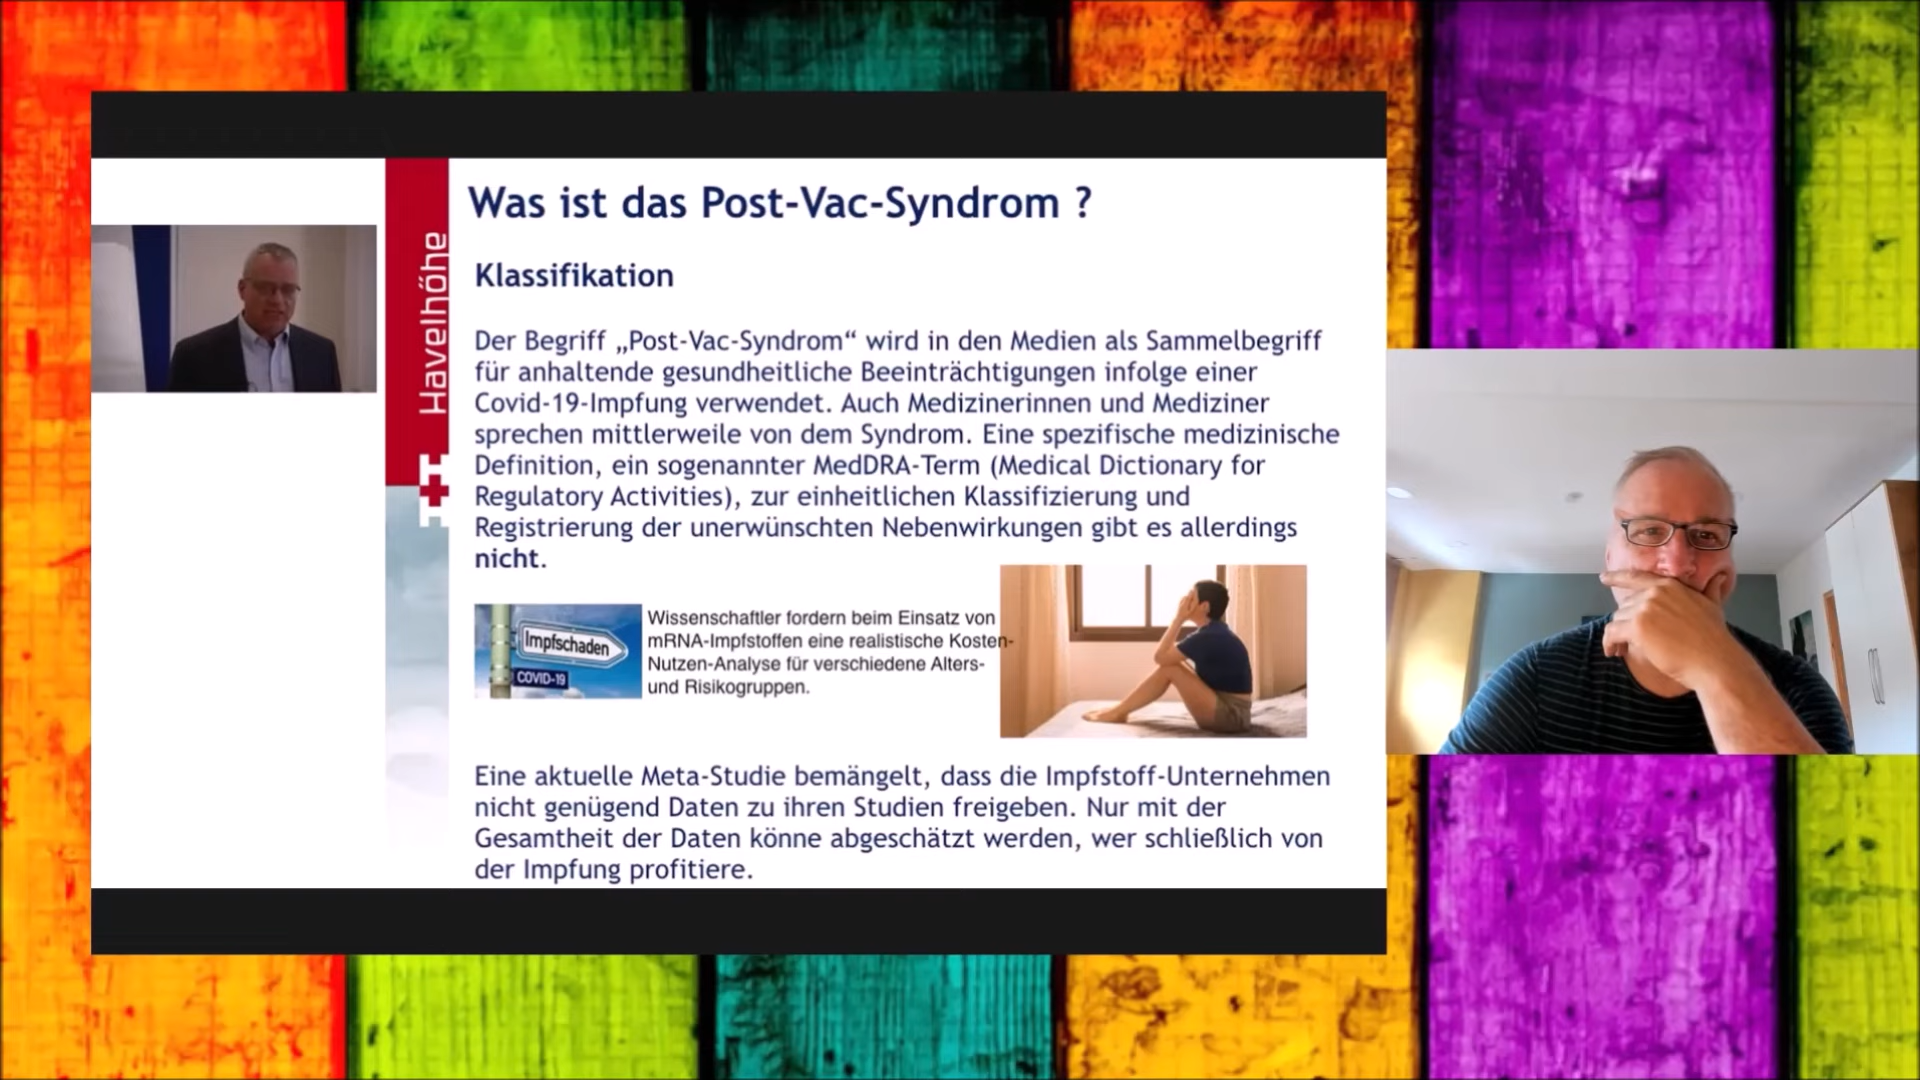 Was ist das Post-Vac-Syndrom ?
Havelhöhe
Klassifikation
Der Begriff „Post-Vac-Syndrom“ wird in den Medien als Sammelbegriff
für anhaltende gesundheitliche Beeinträchtigungen infolge einer
Covid-19-Impfung verwendet. Auch Medizinerinnen und Mediziner
sprechen mittlerweile von dem Syndrom. Eine spezifische medizinische
Definition, ein sogenannter MedDRA-Term (Medical Dictionary for
Regulatory Activities), zur einheitlichen Klassifizierung und
Registrierung der unerwünschten Nebenwirkungen gibt es allerdings
nicht.
Impfschaden
COVID-19
Wissenschaftler fordern beim Einsatz von
mRNA-Impfstoffen eine realistische Kosten-
Nutzen-Analyse für verschiedene Alters-
und Risikogruppen.
Eine aktuelle Meta-Studie bemängelt, dass die Impfstoff-Unternehmen
nicht genügend Daten zu ihren Studien freigeben. Nur mit der
Gesamtheit der Daten könne abgeschätzt werden, wer schließlich von
der Impfung profitiere.